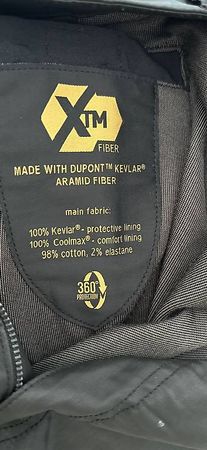 XTM
FIBER
MADE WITH DUPONT™ KEVLAR®
ARAMID FIBER
main fabric:
100% Kevlar® - protective lining
100% Coolmax® - comfort lining
98% cotton, 2% elastane
360°
PROTECTION